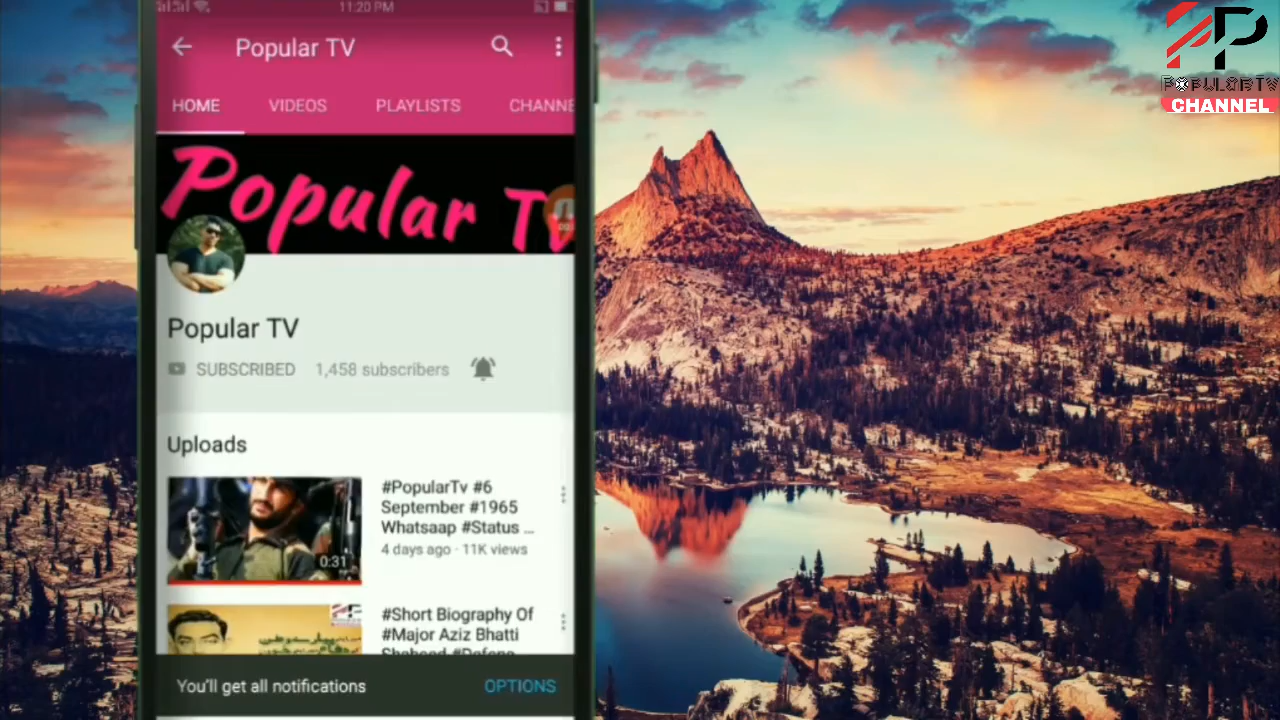 11:20 PM
Popular TV
HOME VIDEOS PLAYLISTS CHANNE
Popular TV
Popular TV
SUBSCRIBED 1,458 subscribers
Uploads
#PopularTv #6
September #1965
Whatsaap #Status ...
4 days ago · 11K views
0:31
#Short Biography Of
#Major Aziz Bhatti
You'll get all notifications OPTIONS
P
POPULARTV
CHANNEL